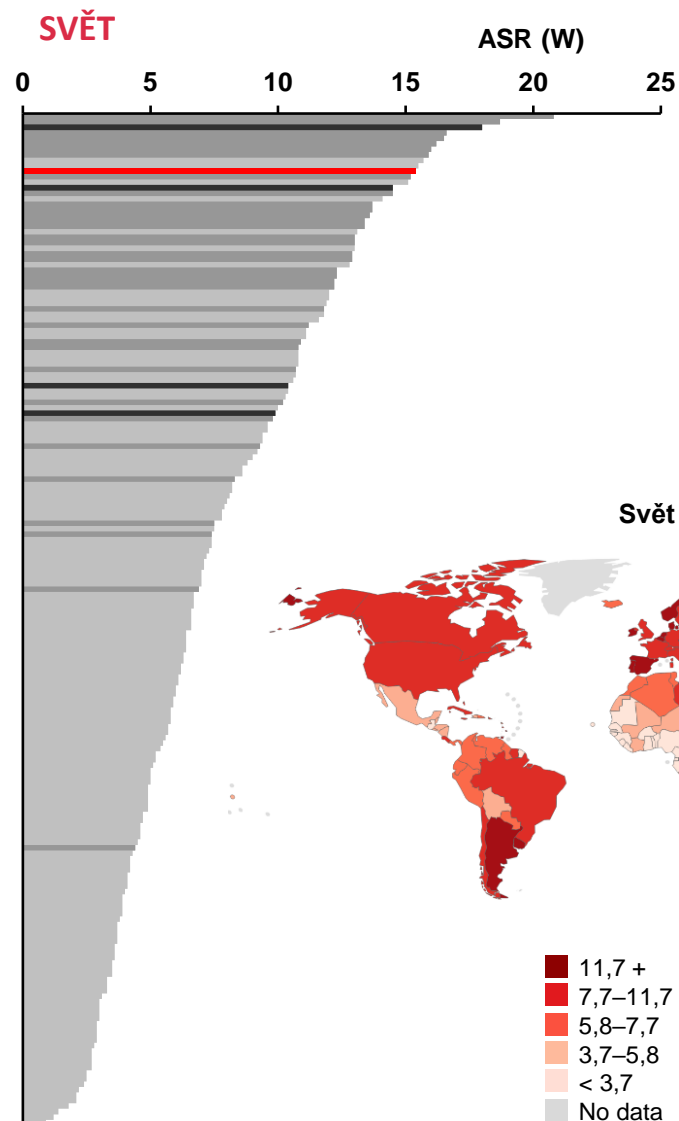 SVĚT
ASR (W)
0 5 10 15 20 25
Svět
11,7 +
7,7–11,7
5,8–7,7
3,7–5,8
< 3,7
No data